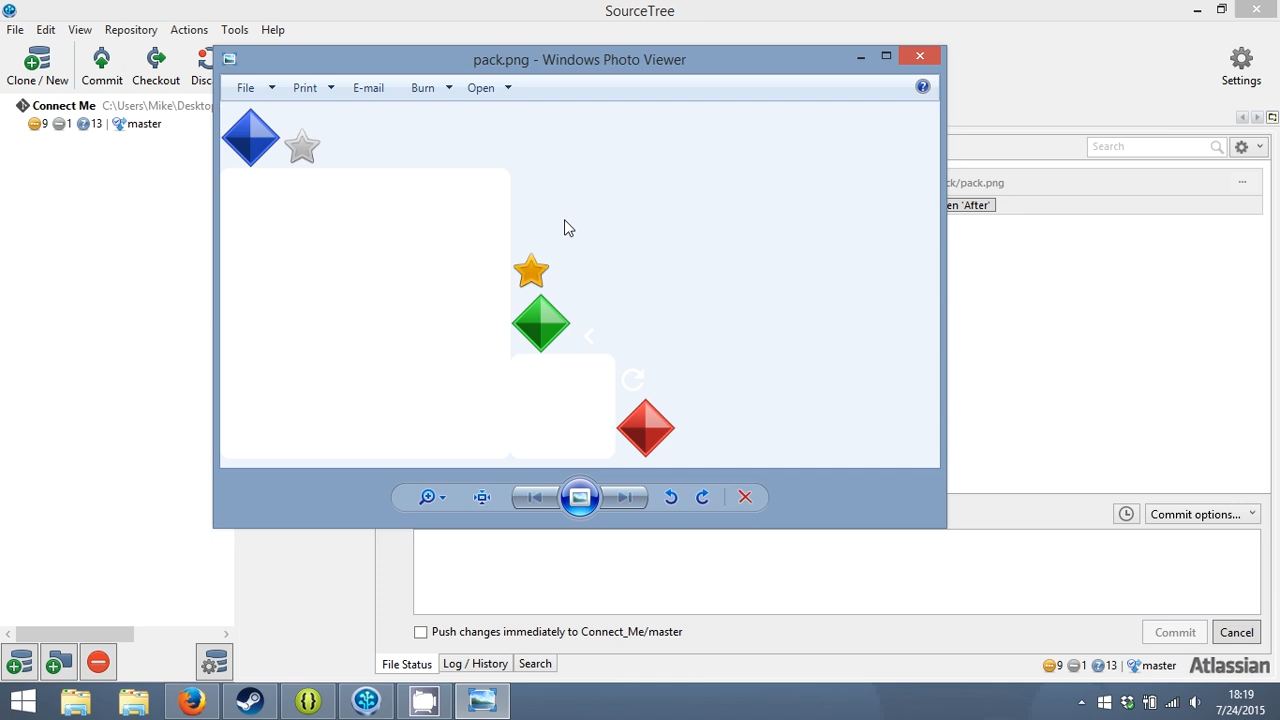 SourceTree
File Edit View Repository Actions Tools Help
Clone / New Commit Checkout Disc
Settings
pack.png - Windows Photo Viewer
File Print E-mail Burn Open
Connect Me C:\Users\Mike\Deskto
9 1 13 | master
Search
ck/pack.png ...
en 'After'
Commit options...
Push changes immediately to Connect_Me/master
Commit Cancel
File Status Log / History Search
9 1 13 | master Atlassian
18:19
7/24/2015